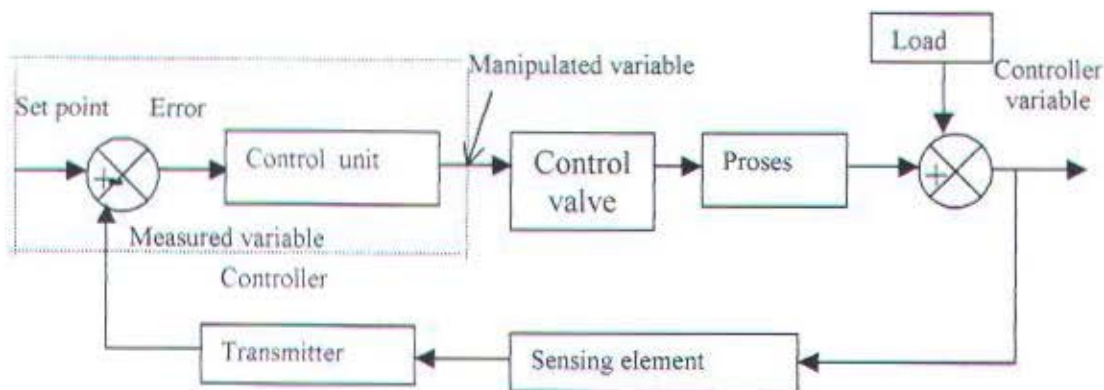 Load
Manipulated variable
Controller
variable
Set point
Error
Control unit
Control
valve
Proses
+
-
+
Measured variable
Controller
Transmitter
Sensing element